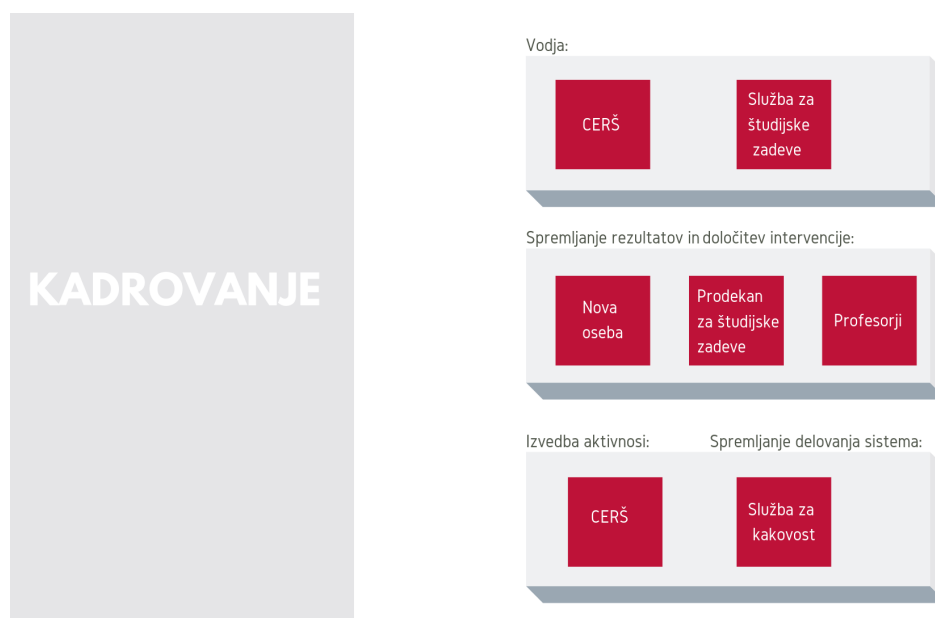 KADROVANJE
Vodja:
CERŠ
Služba za
študijske
zadeve
Spremljanje rezultatov in določitev intervencije:
Nova
oseba
Prodekan
za študijske
zadeve
Profesorji
Izvedba aktivnosi:
Spremljanje delovanja sistema:
CERŠ
Služba za
kakovost